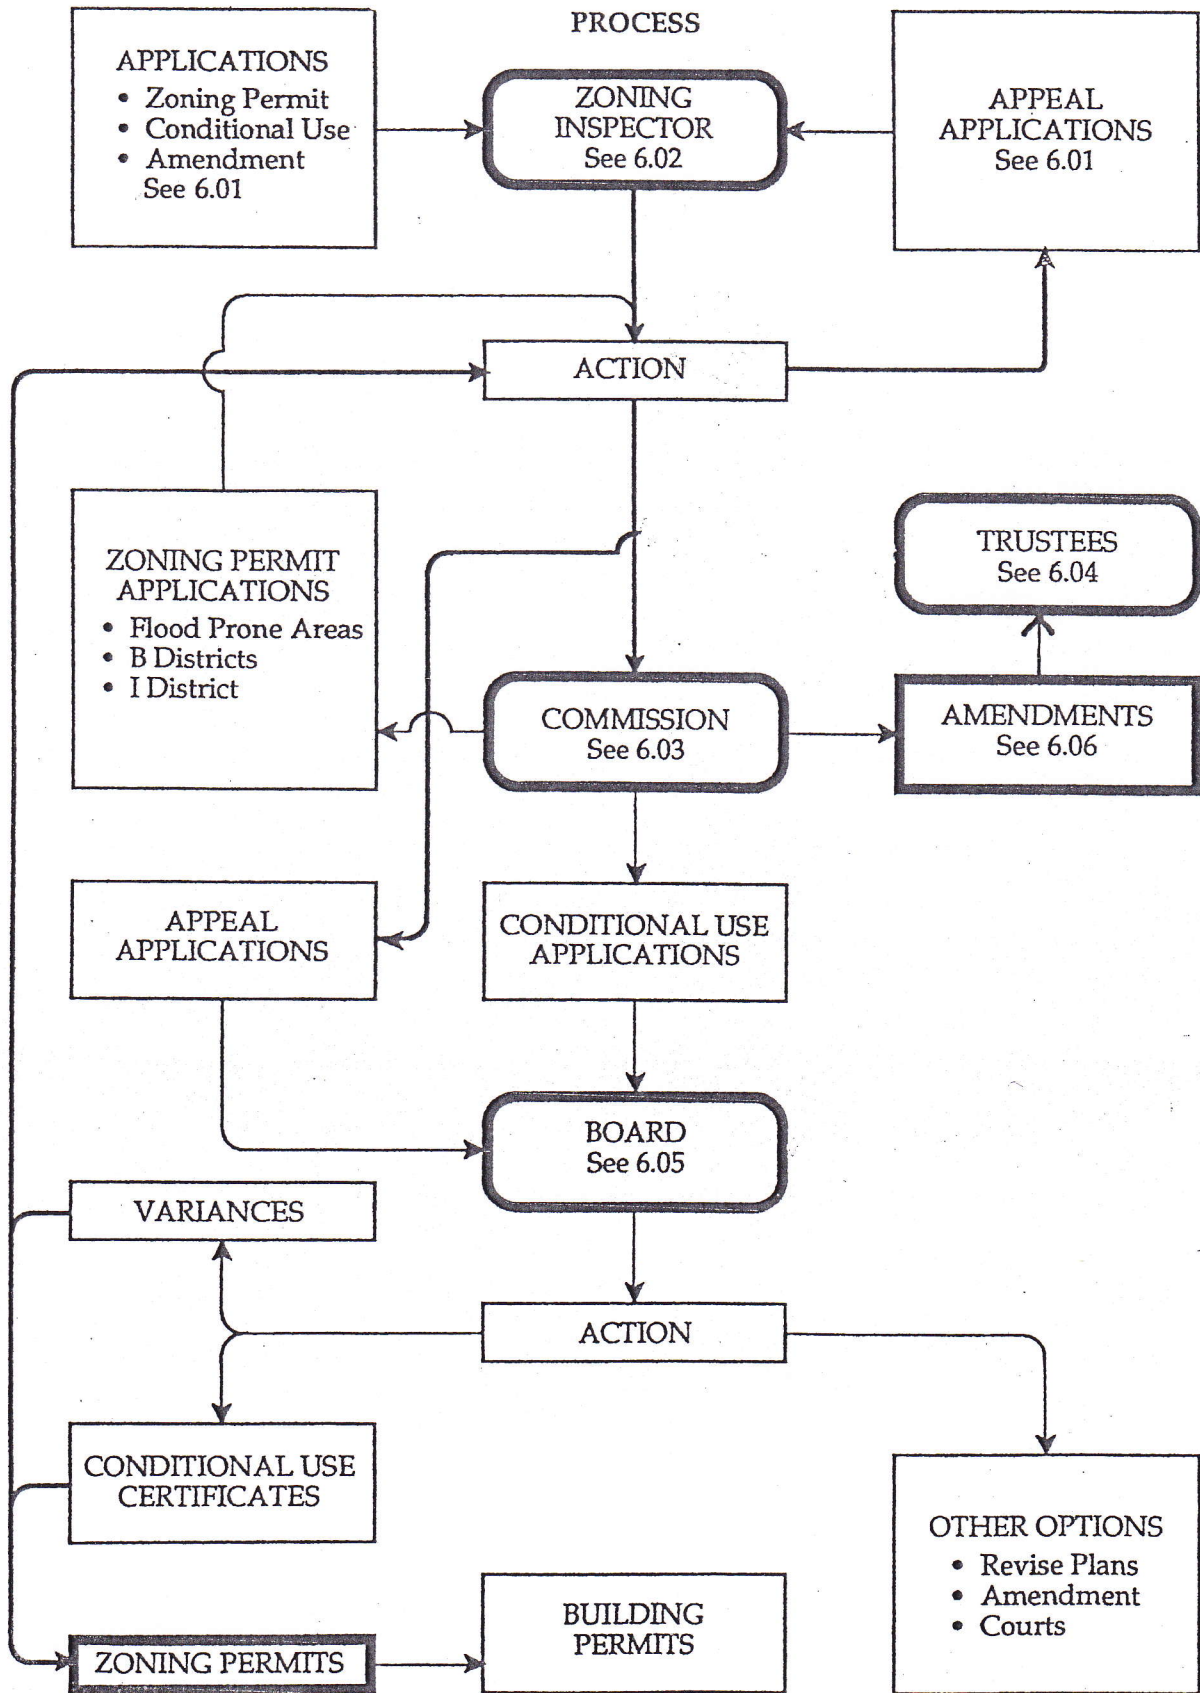 PROCESS
APPLICATIONS
• Zoning Permit
• Conditional Use
• Amendment
See 6.01
ZONING
INSPECTOR
See 6.02
APPEAL
APPLICATIONS
See 6.01
ACTION
ZONING PERMIT
APPLICATIONS
• Flood Prone Areas
• B Districts
• I District
TRUSTEES
See 6.04
COMMISSION
See 6.03
AMENDMENTS
See 6.06
APPEAL
APPLICATIONS
CONDITIONAL USE
APPLICATIONS
BOARD
See 6.05
VARIANCES
ACTION
CONDITIONAL USE
CERTIFICATES
OTHER OPTIONS
• Revise Plans
• Amendment
• Courts
BUILDING
PERMITS
ZONING PERMITS